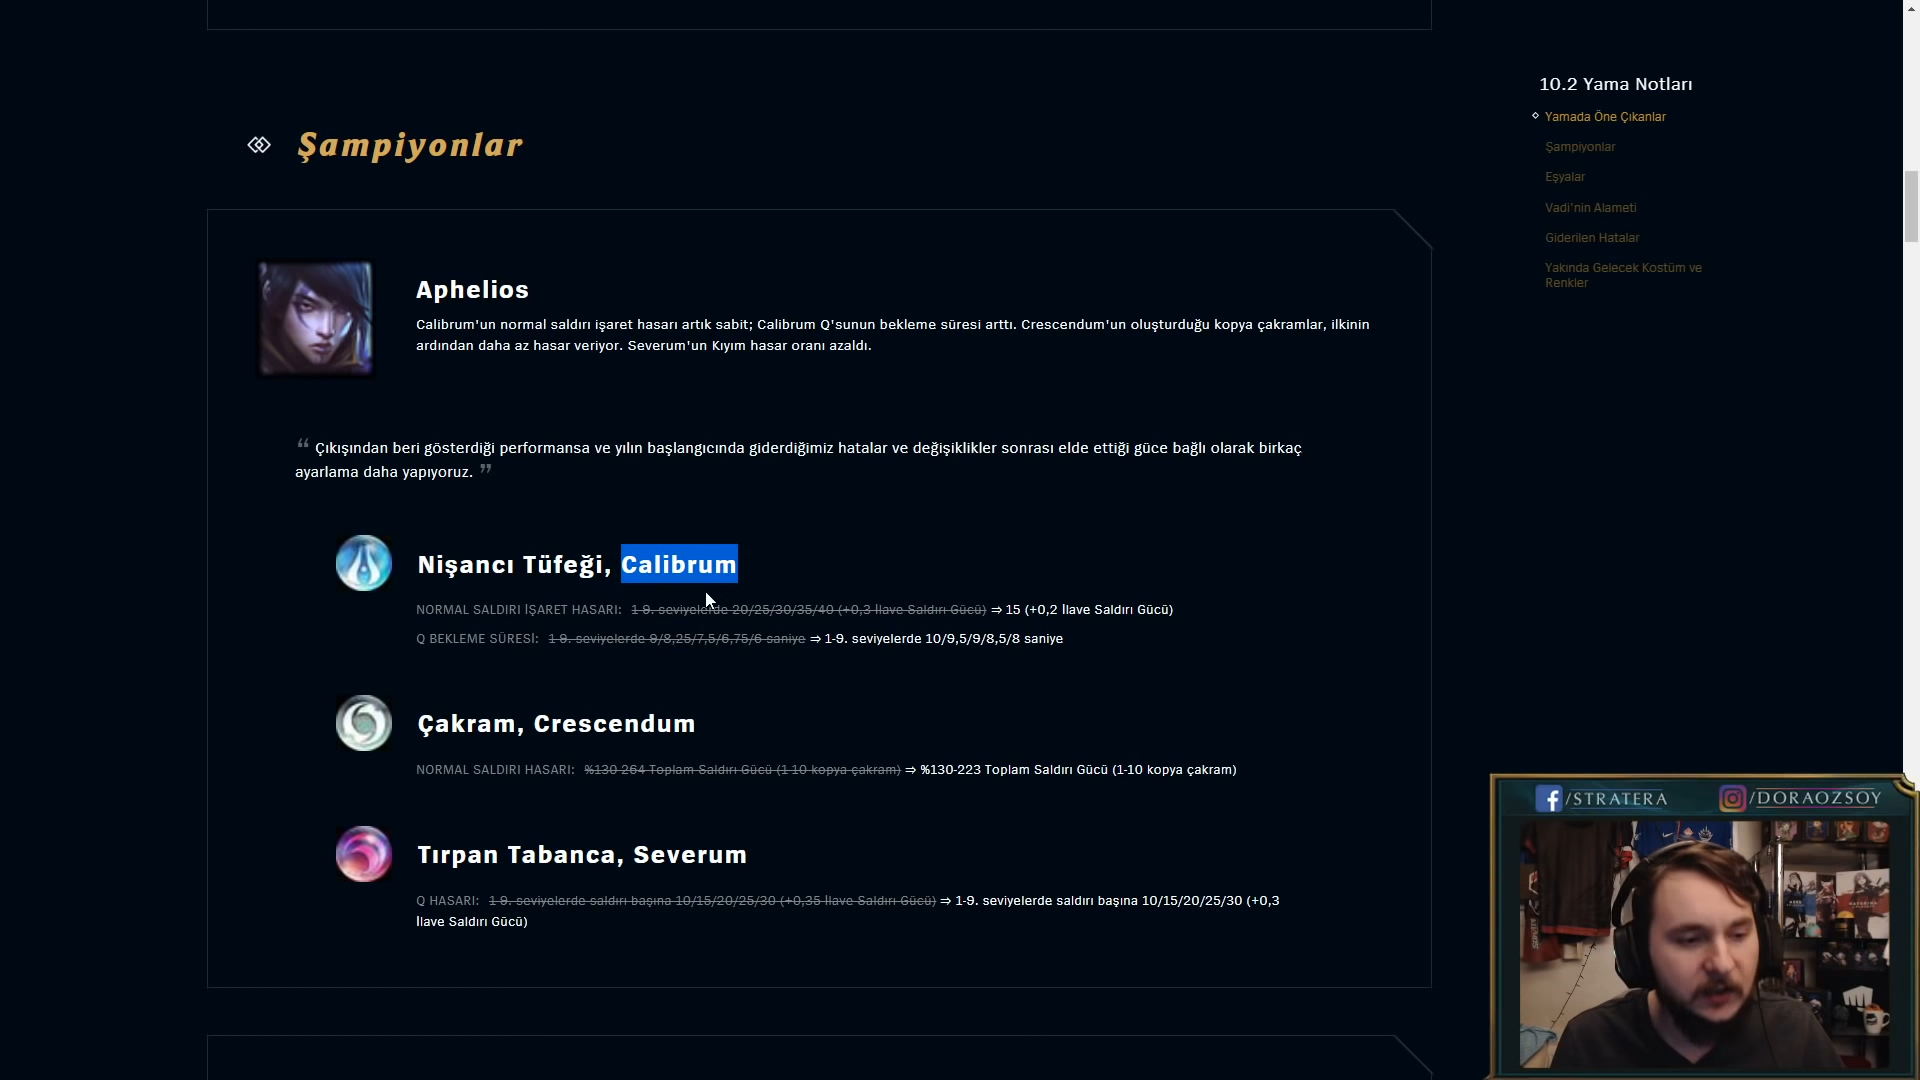 10.2 Yama Notları
Yamada Öne Çıkanlar
Şampiyonlar
Eşyalar
Vadi'nin Alameti
Giderilen Hatalar
Yakında Gelecek Kostüm ve
Renkler
Şampiyonlar
Aphelios
Calibrum'un normal saldırı işaret hasarı artık sabit; Calibrum Q'sunun bekleme süresi arttı. Crescendum'un oluşturduğu kopya çakramlar, ilkinin
ardından daha az hasar veriyor. Severum'un Kıyım hasar oranı azaldı.
“ Çıkışından beri gösterdiği performansa ve yılın başlangıcında giderdiğimiz hatalar ve değişiklikler sonrası elde ettiği güce bağlı olarak birkaç
ayarlama daha yapıyoruz. ”
Nişancı Tüfeği, Calibrum
NORMAL SALDIRI İŞARET HASARI: 1-9. seviyelerde 20/25/30/35/40 (+0,3 İlave Saldırı Gücü) ⇒ 15 (+0,2 İlave Saldırı Gücü)
Q BEKLEME SÜRESİ: 1-9. seviyelerde 9/8,25/7,5/6,75/6 saniye ⇒ 1-9. seviyelerde 10/9,5/9/8,5/8 saniye
Çakram, Crescendum
NORMAL SALDIRI HASARI: %130-264 Toplam Saldırı Gücü (1-10 kopya çakram) ⇒ %130-223 Toplam Saldırı Gücü (1-10 kopya çakram)
Tırpan Tabanca, Severum
Q HASARI: 1-9. seviyelerde saldırı başına 10/15/20/25/30 (+0,35 İlave Saldırı Gücü) ⇒ 1-9. seviyelerde saldırı başına 10/15/20/25/30 (+0,3
İlave Saldırı Gücü)
/STRATERA /DORAOZSOY